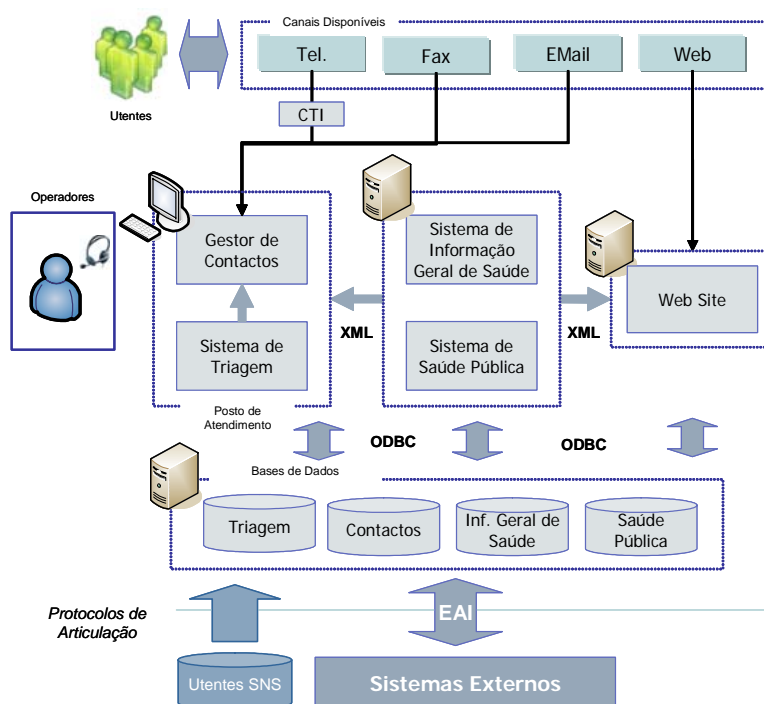 Canais Disponíveis
Tel.
Fax
EMail
Web
CTI
Utentes
Operadores
Gestor de
Contactos
Sistema de
Informação
Geral de Saúde
Web Site
XML
XML
Sistema de
Triagem
Sistema de
Saúde Pública
Posto de
Atendimento
ODBC
ODBC
Bases de Dados
Triagem
Contactos
Inf. Geral de
Saúde
Saúde
Pública
Protocolos de
Articulação
EAI
Utentes SNS
Sistemas Externos